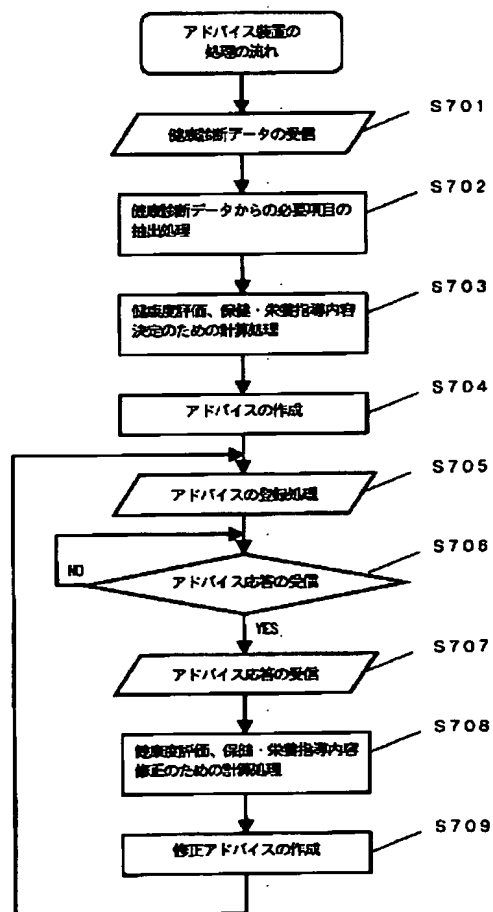 アドバイス装置の
処理の流れ
S701
健康診断データの受信
S702
健康診断データからの必要項目の
抽出処理
S703
健康度評価、保健・栄養指導内容
決定のための計算処理
S704
アドバイスの作成
S705
アドバイスの登録処理
S706
アドバイス応答の受信
NO
YES
S707
アドバイス応答の受信
S708
健康度評価、保健・栄養指導内容
修正のための計算処理
S709
修正アドバイスの作成